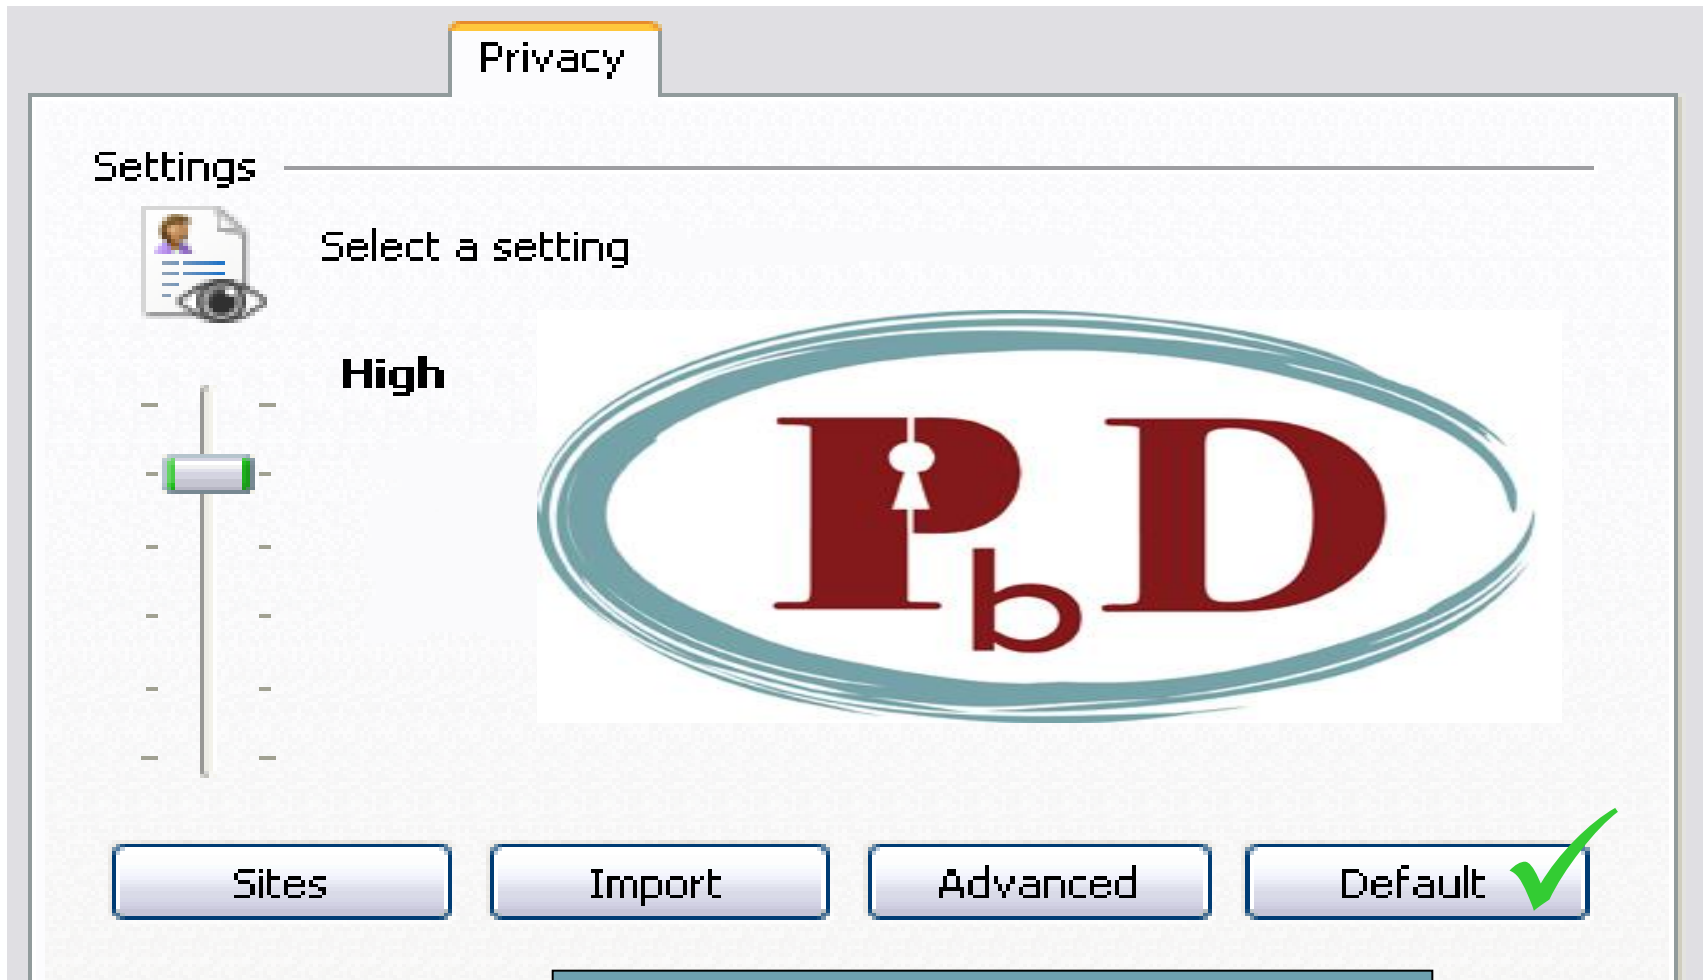 Privacy
Settings
Select a setting
High
PbD
Sites
Import
Advanced
Default